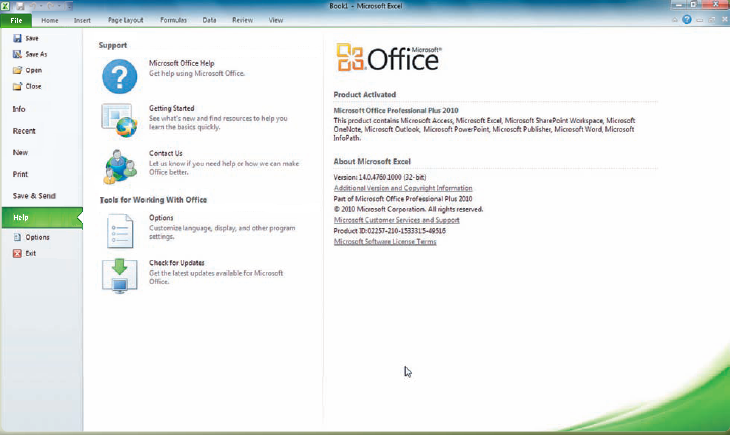 Book1 - Microsoft Excel
File Home Insert Page Layout Formulas Data Review View
Save
Save As
Open
Close
Info
Recent
New
Print
Save & Send
Help
Options
Exit
Support
Microsoft Office Help
Get help using Microsoft Office.
Getting Started
See what's new and find resources to help you
learn the basics quickly.
Contact Us
Let us know if you need help or how we can make
Office better.
Tools for Working With Office
Options
Customize language, display, and other program
settings.
Check for Updates
Get the latest updates available for Microsoft
Office.
Microsoft®
Office
Product Activated
Microsoft Office Professional Plus 2010
This product contains Microsoft Access, Microsoft Excel, Microsoft SharePoint Workspace, Microsoft
OneNote, Microsoft Outlook, Microsoft PowerPoint, Microsoft Publisher, Microsoft Word, Microsoft
InfoPath.
About Microsoft Excel
Version: 14.0.4760.1000 (32-bit)
Additional Version and Copyright Information
Part of Microsoft Office Professional Plus 2010
© 2010 Microsoft Corporation. All rights reserved.
Microsoft Customer Services and Support
Product ID:02257-210-1533315-49516
Microsoft Software License Terms